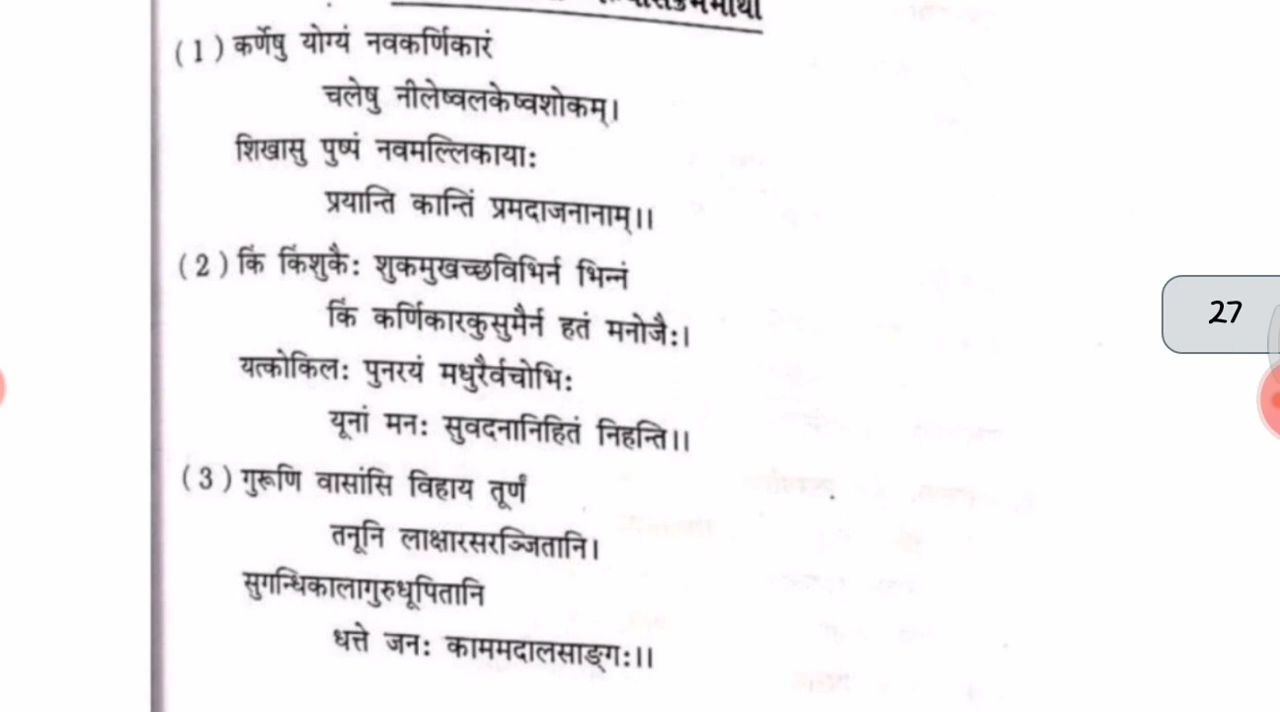 (1) कर्णेषु योग्यं नवकर्णिकारं
चलेषु नीलेष्वलकेष्वशोकम्।
शिखासु पुष्पं नवमल्लिकायाः
प्रयान्ति कान्तिं प्रमदाजनानाम्।।
(2) किं किंशुकैः शुकमुखच्छविभिर्न भिन्नं
किं कर्णिकारकुसुमैर्न हतं मनोजैः।
यत्कोकिलः पुनरयं मधुरैर्वचोभिः
यूनां मनः सुवदनानिहितं निहन्ति।।
(3) गुरूणि वासांसि विहाय तूर्णं
तनूनि लाक्षारसरञ्जितानि।
सुगन्धिकालागुरुधूपितानि
धत्ते जनः काममदालसाङ्गः।।
27